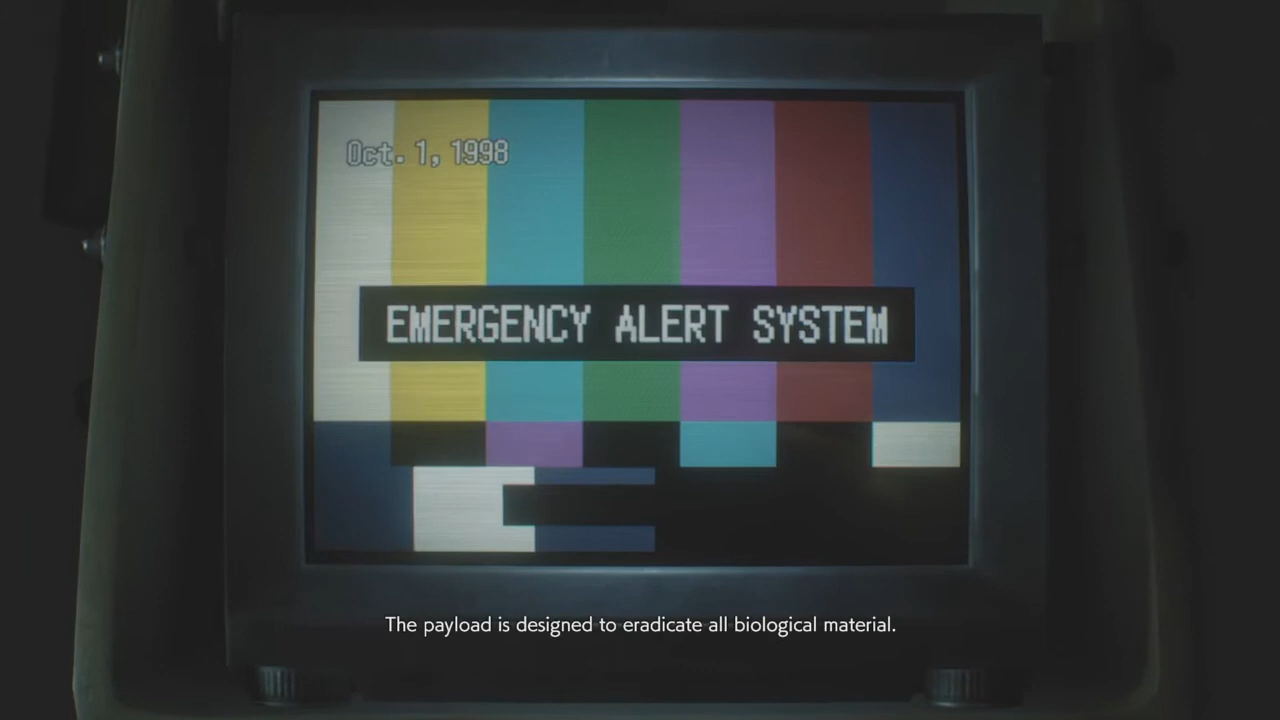 Oct. 1, 1998
EMERGENCY ALERT SYSTEM
The payload is designed to eradicate all biological material.